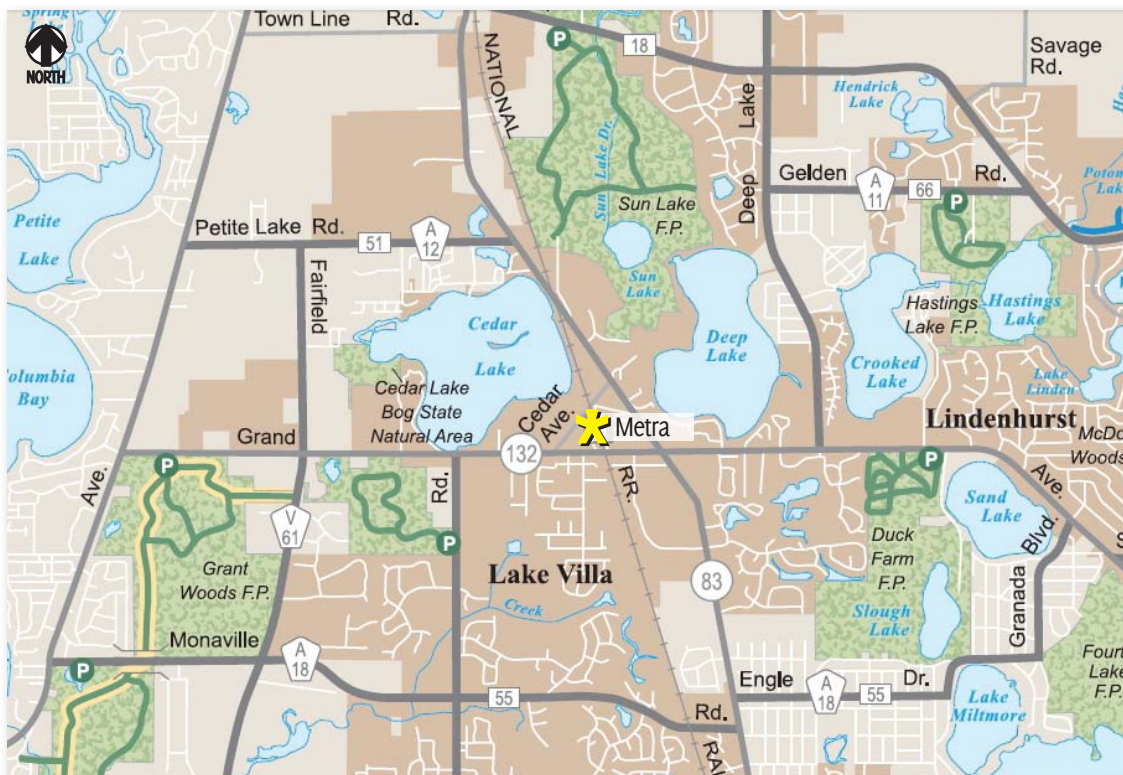 Spring
Lake
Town Line Rd.
NORTH
NATIONAL
P
18
Savage
Rd.
Hendrick
Lake
Lake
Deep
Sun Lake Dr.
Gelden Rd.
A
11
66
P
Petite
Lake
Petite Lake Rd.
51
A
12
Sun Lake
F.P.
Sun
Lake
Fairfield
Cedar
Lake
Deep
Lake
Hastings
Lake F.P.
Hastings
Lake
Crooked
Lake
Lake
Linden
Columbia
Bay
Cedar Lake
Bog State
Natural Area
Cedar
Ave.
Metra
Lindenhurst
Grand
132
Ave.
P
Ave.
Rd.
RR.
P
Sand
Lake
V
61
P
Grant
Woods F.P.
Lake Villa
Creek
83
Duck
Farm
F.P.
Slough
Lake
Blvd.
Granada
Monaville
P
A
18
55
Rd.
Engle Dr.
A
18
55
Lake
Miltmore
F.P.